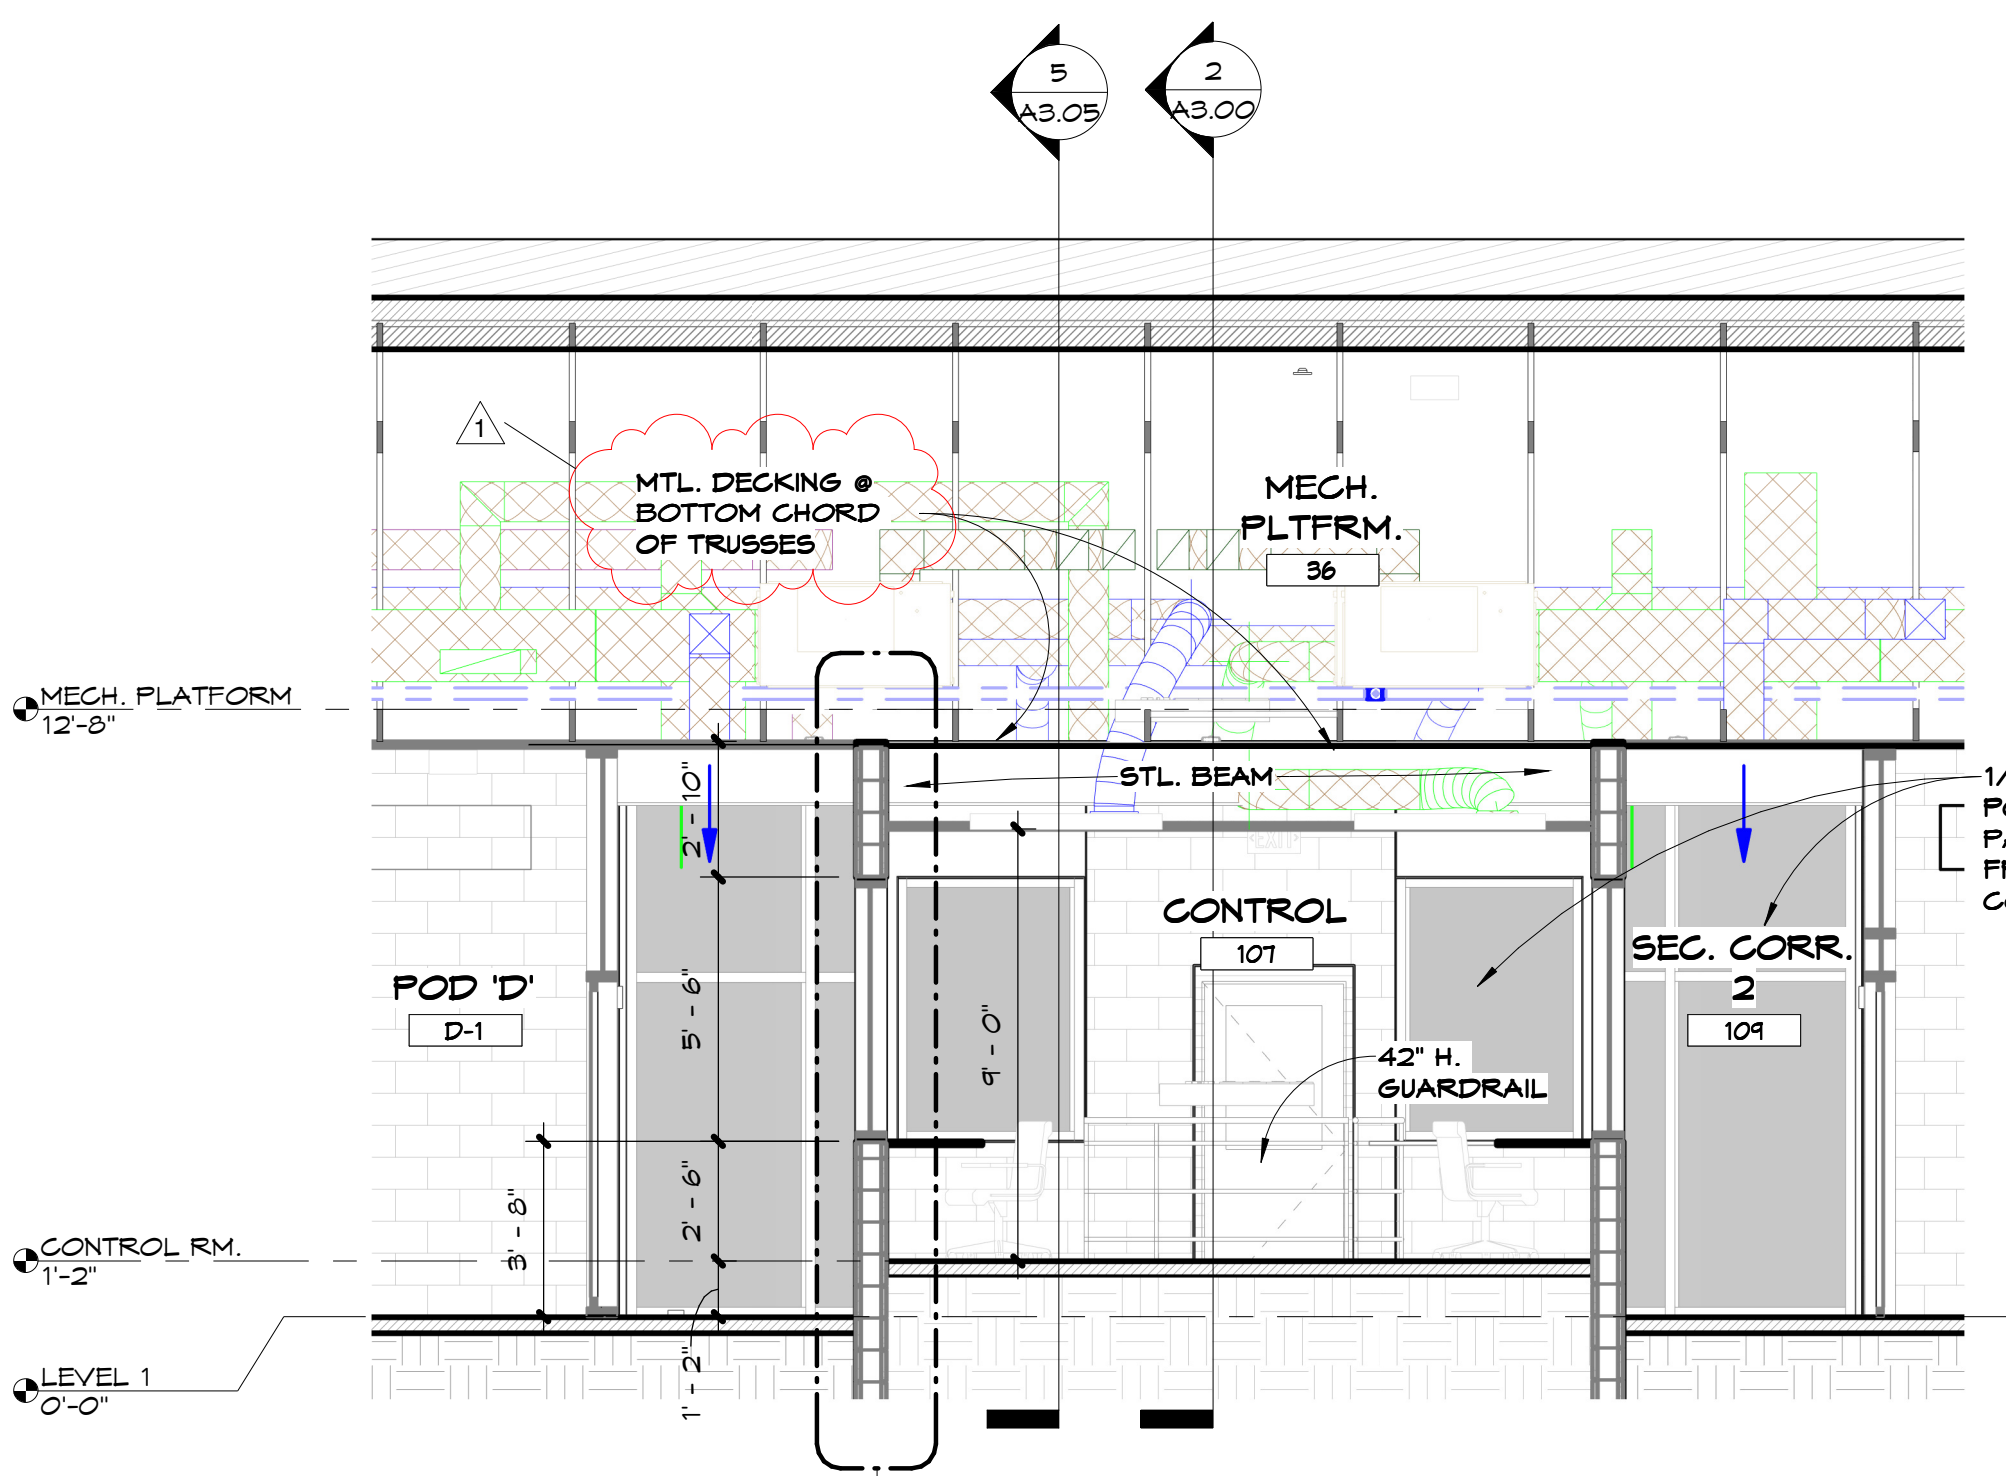 5
A3.05
2
A3.00
1
MTL. DECKING @
BOTTOM CHORD
OF TRUSSES
MECH.
PLTFRM.
36
MECH. PLATFORM
12'-8"
STL. BEAM
2' - 10"
EXIT
CONTROL
107
SEC. CORR.
2
109
POD 'D'
D-1
5' - 6"
9' - 0"
42" H.
GUARDRAIL
3' - 8"
2' - 6"
CONTROL RM.
1'-2"
1' - 2"
LEVEL 1
0'-0"